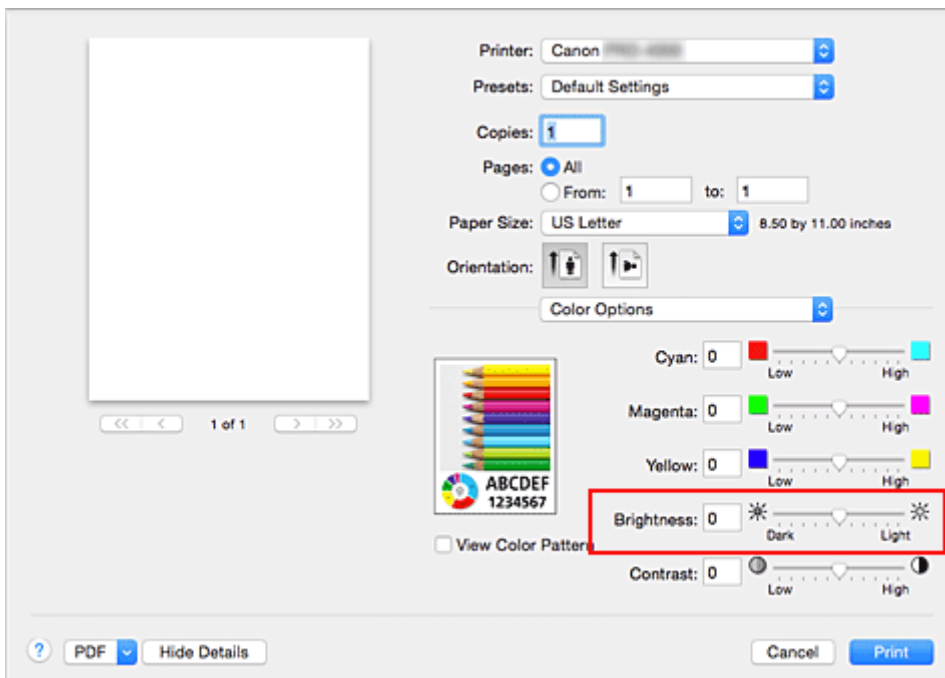 Printer: Canon
Presets: Default Settings
Copies: 1
Pages: All
From: 1 to: 1
Paper Size: US Letter 8.50 by 11.00 inches
Orientation:
Color Options
1 of 1
ABCDEF
1234567
View Color Pattern
Cyan: 0
Low High
Magenta: 0
Low High
Yellow: 0
Low High
Brightness: 0
Dark Light
Contrast: 0
Low High
? PDF Hide Details Cancel Print